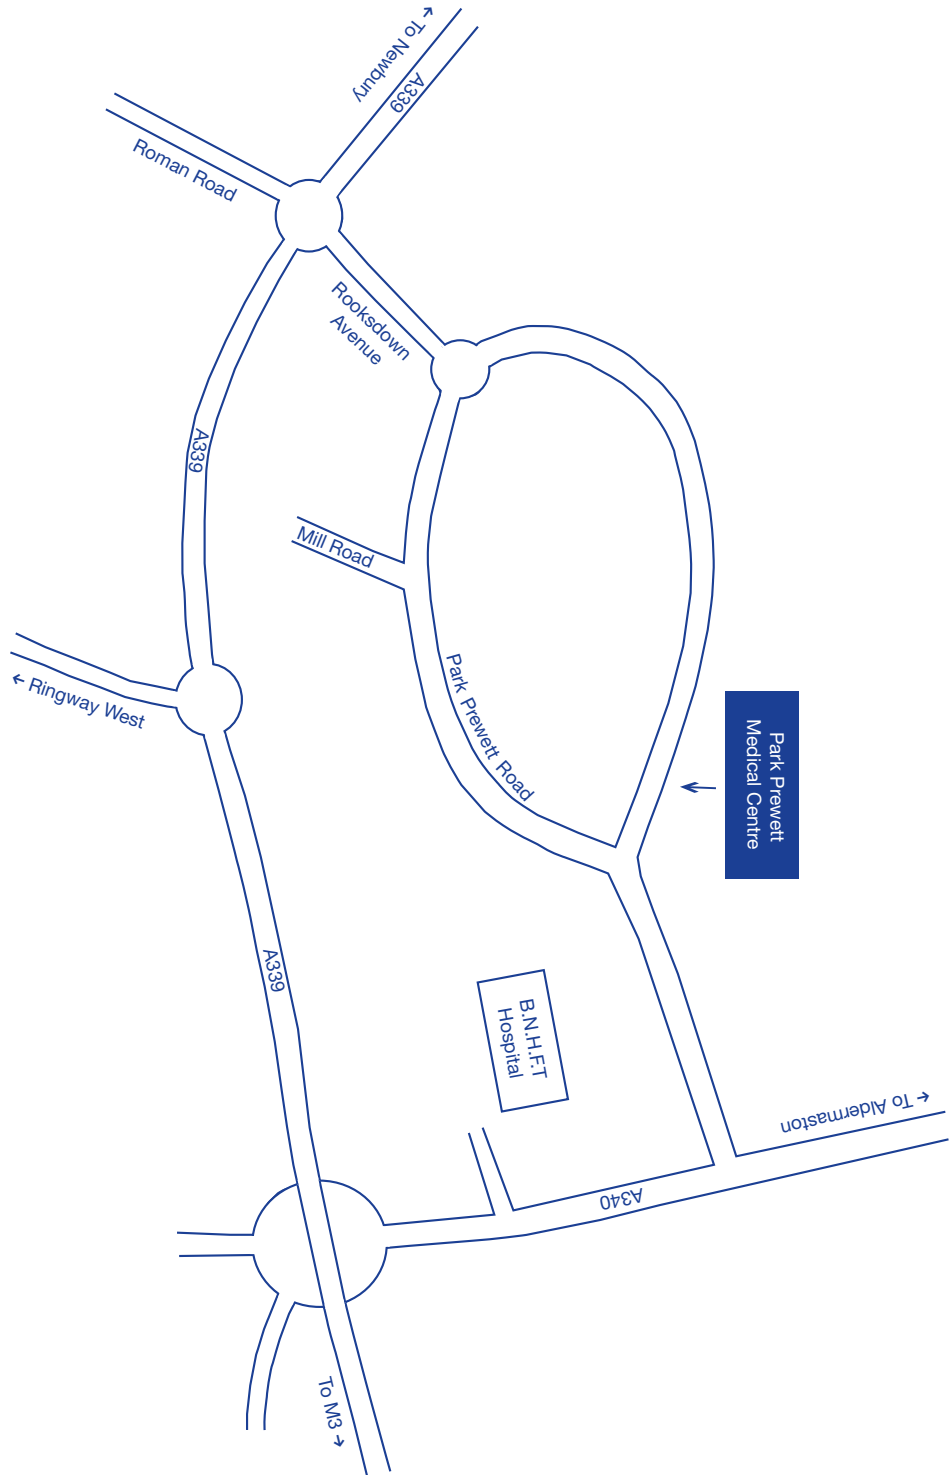 ← To Newbury
A339
Roman Road
Rooksdown
Avenue
A339
Mill Road
← Ringway West
Park Prewett Road
Park Prewett
Medical Centre
A339
B.N.H.F.T
Hospital
← To Aldermaston
A340
To M3 →